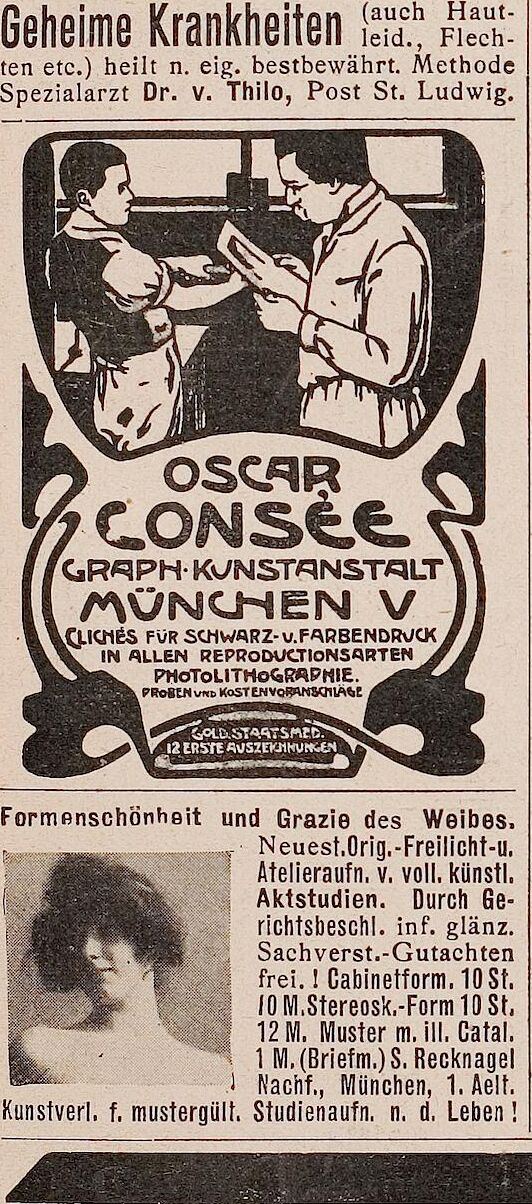 Geheime Krankheiten (auch Haut-
leid., Flech-
ten etc.) heilt n. eig. bestbewährt. Methode
Spezialarzt Dr. v. Thilo, Post St. Ludwig.
OSCAR
CONSÉE
GRAPH·KUNSTANSTALT
MÜNCHEN V
CLICHÉS FÜR SCHWARZ- U. FARBENDRUCK
IN ALLEN REPRODUCTIONSARTEN
PHOTOLITHOGRAPHIE.
PROBEN UND KOSTENVORANSCHLÄGE
GOLD. STAATSMED.
12 ERSTE AUSZEICHNUNGEN
Formenschönheit und Grazie des Weibes.
Neuest. Orig.-Freilicht-u.
Atelieraufn. v. voll. künstl.
Aktstudien. Durch Ge-
richtsbeschl. inf. glänz.
Sachverst.-Gutachten
frei. ! Cabinetform. 10 St.
10 M. Stereosk.-Form 10 St.
12 M. Muster m. ill. Catal.
1 M. (Briefm.) S. Recknagel
Nachf., München, 1. Aelt.
Kunstverl. f. mustergült. Studienaufn. n. d. Leben !